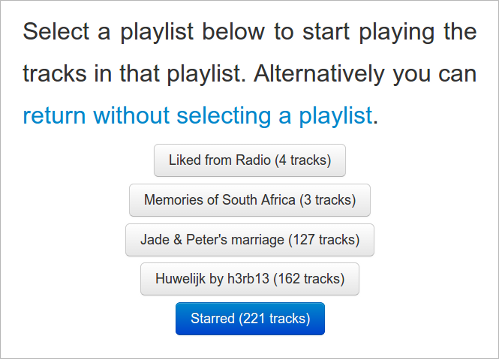 Select a playlist below to start playing the
tracks in that playlist. Alternatively you can
return without selecting a playlist.
Liked from Radio (4 tracks)
Memories of South Africa (3 tracks)
Jade & Peter's marriage (127 tracks)
Huwelijk by h3rb13 (162 tracks)
Starred (221 tracks)